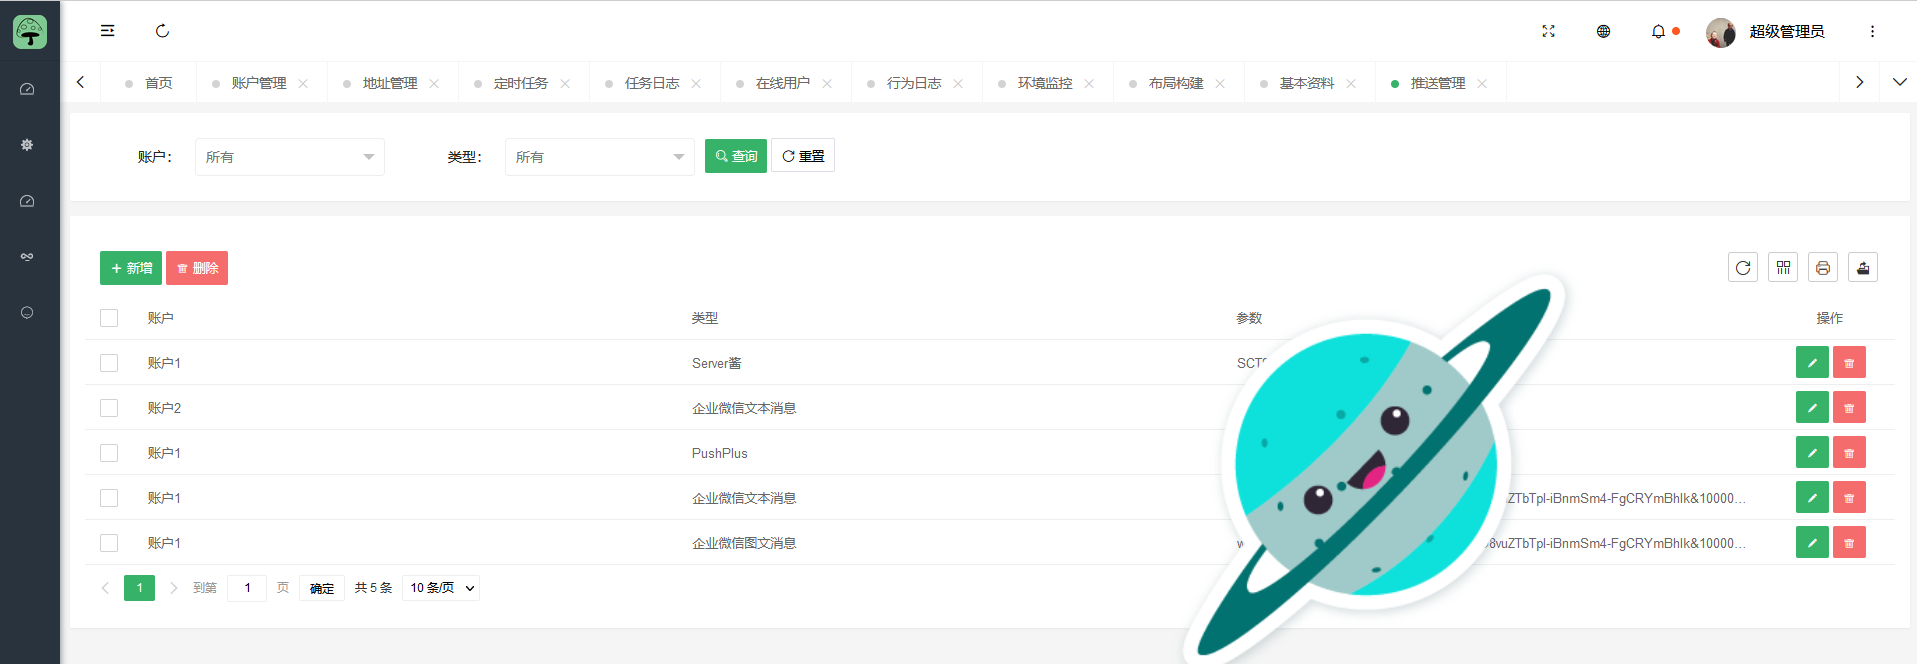 超级管理员
首页 账户管理 地址管理 定时任务 任务日志 在线用户 行为日志 环境监控 布局构建 基本资料 推送管理
账户： 所有 类型： 所有 查询 重置
新增 删除
账户 类型 参数 操作
账户1 Server酱
账户2 企业微信文本消息
账户1 PushPlus
账户1 企业微信文本消息 ZTbTpl-iBnmSm4-FgCRYmBhlk&10000...
账户1 企业微信图文消息 8vuZTbTpl-iBnmSm4-FgCRYmBhlk&10000...
1 到第 1 页 确定 共 5 条 10 条/页